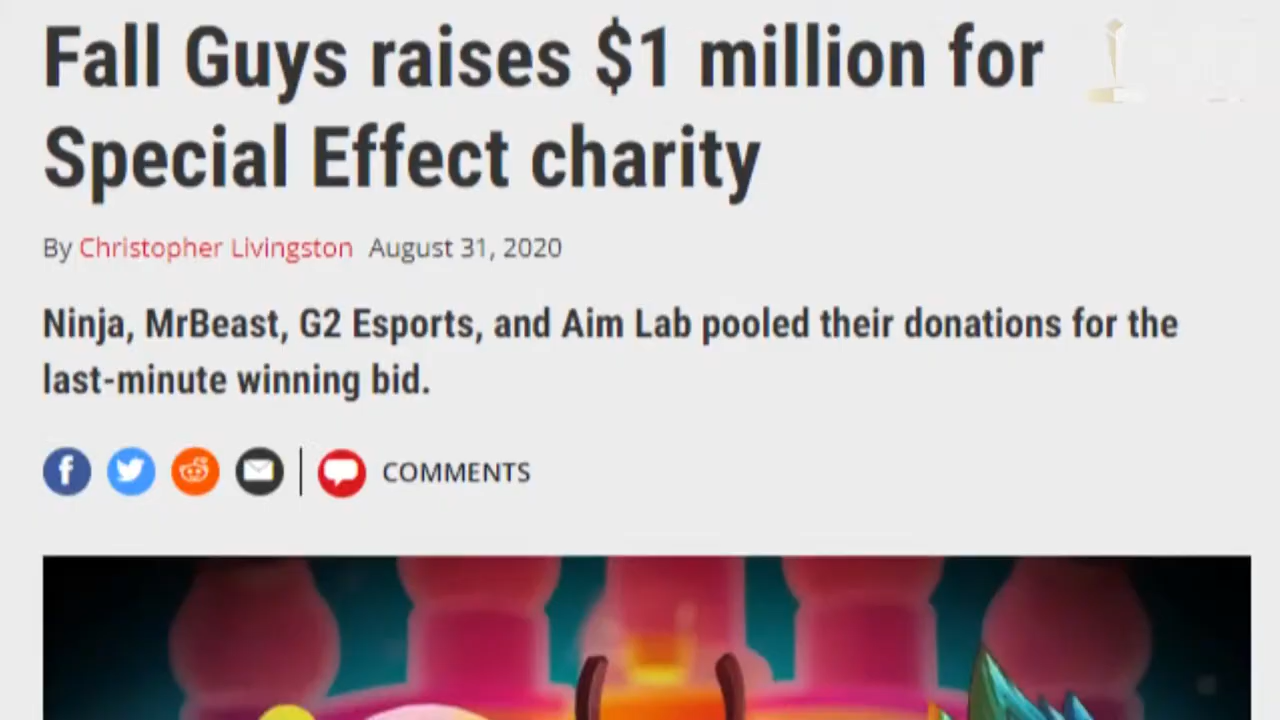 Fall Guys raises $1 million for
Special Effect charity
By Christopher Livingston August 31, 2020
Ninja, MrBeast, G2 Esports, and Aim Lab pooled their donations for the
last-minute winning bid.
COMMENTS